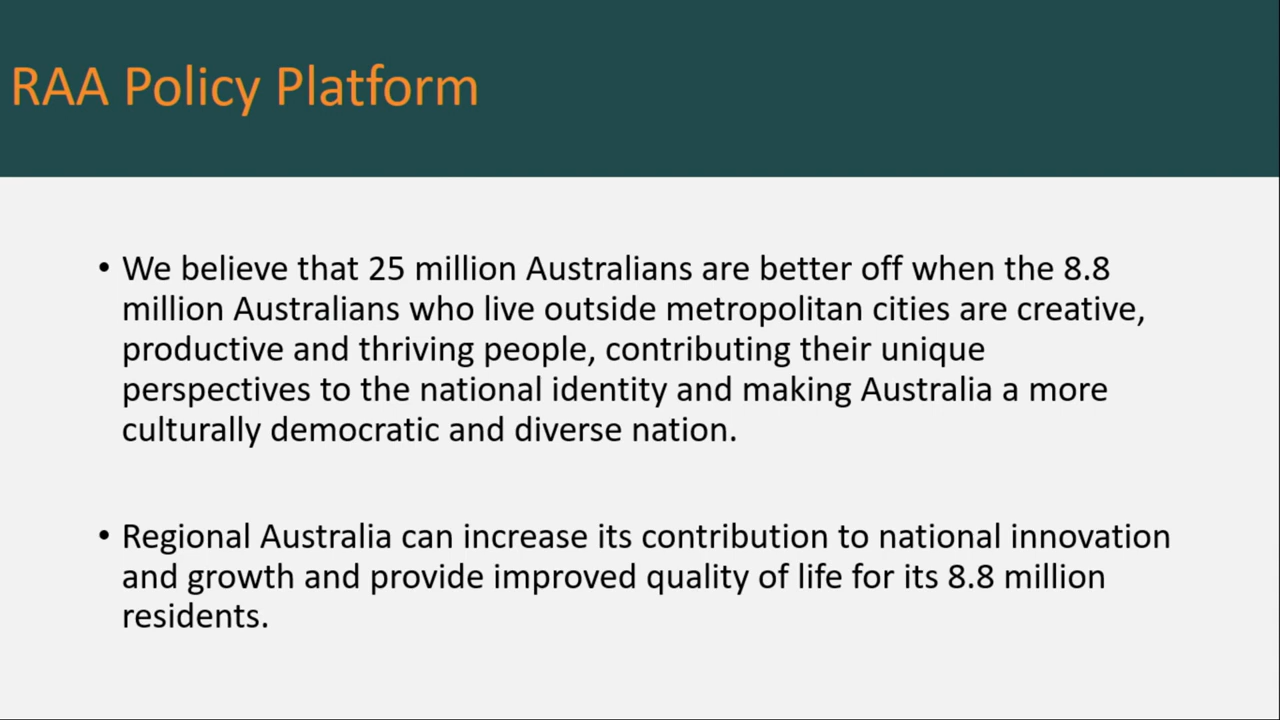 RAA Policy Platform
• We believe that 25 million Australians are better off when the 8.8
million Australians who live outside metropolitan cities are creative,
productive and thriving people, contributing their unique
perspectives to the national identity and making Australia a more
culturally democratic and diverse nation.
• Regional Australia can increase its contribution to national innovation
and growth and provide improved quality of life for its 8.8 million
residents.